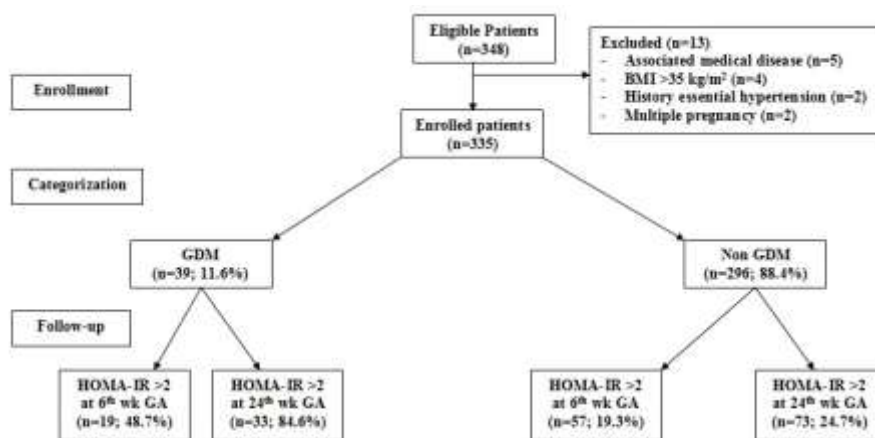 Eligible Patients
(n=348)
Excluded (n=13)
- Associated medical disease (n=5)
- BMI >35 kg/m² (n=4)
- History essential hypertension (n=2)
- Multiple pregnancy (n=2)
Enrollment
Enrolled patients
(n=335)
Categorization
GDM
(n=39; 11.6%)
Non GDM
(n=296; 88.4%)
Follow-up
HOMA-IR >2
at 6th wk GA
(n=19; 48.7%)
HOMA-IR >2
at 24th wk GA
(n=33; 84.6%)
HOMA-IR >2
at 6th wk GA
(n=57; 19.3%)
HOMA-IR >2
at 24th wk GA
(n=73; 24.7%)